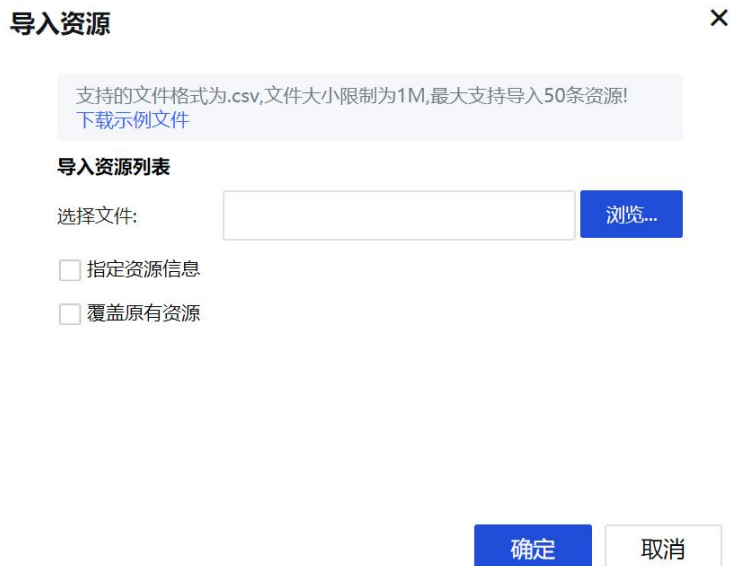 导入资源
支持的文件格式为.csv,文件大小限制为1M,最大支持导入50条资源!
下载示例文件
导入资源列表
选择文件:
浏览...
指定资源信息
覆盖原有资源
确定
取消